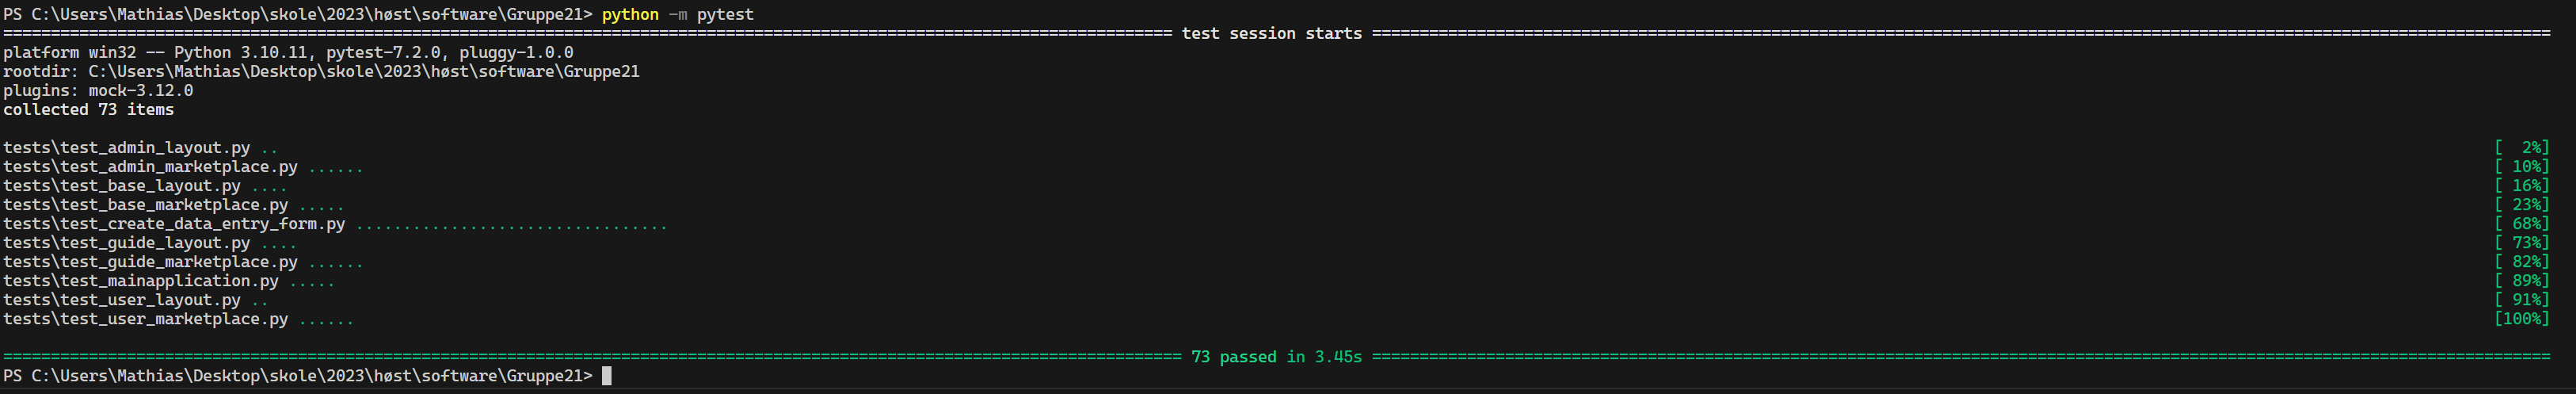 PS C:\Users\Mathias\Desktop\skole\2023\høst\software\Gruppe21> python -m pytest
============================= test session starts =============================
platform win32 -- Python 3.10.11, pytest-7.2.0, pluggy-1.0.0
rootdir: C:\Users\Mathias\Desktop\skole\2023\høst\software\Gruppe21
plugins: mock-3.12.0
collected 73 items
tests\test_admin_layout.py .. [  2%]
tests\test_admin_marketplace.py ...... [ 10%]
tests\test_base_layout.py .... [ 16%]
tests\test_base_marketplace.py ..... [ 23%]
tests\test_create_data_entry_form.py ................................. [ 68%]
tests\test_guide_layout.py .... [ 73%]
tests\test_guide_marketplace.py ...... [ 82%]
tests\test_mainapplication.py ..... [ 89%]
tests\test_user_layout.py .. [ 91%]
tests\test_user_marketplace.py ...... [100%]
============================= 73 passed in 3.45s =============================
PS C:\Users\Mathias\Desktop\skole\2023\høst\software\Gruppe21>